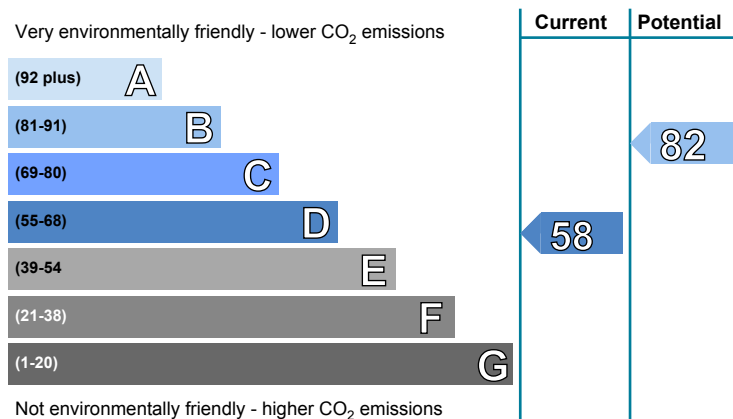 Very environmentally friendly - lower CO2 emissions
Current
Potential
(92 plus) A
(81-91) B
(69-80) C
(55-68) D
(39-54 E
(21-38) F
(1-20) G
58
82
Not environmentally friendly - higher CO2 emissions